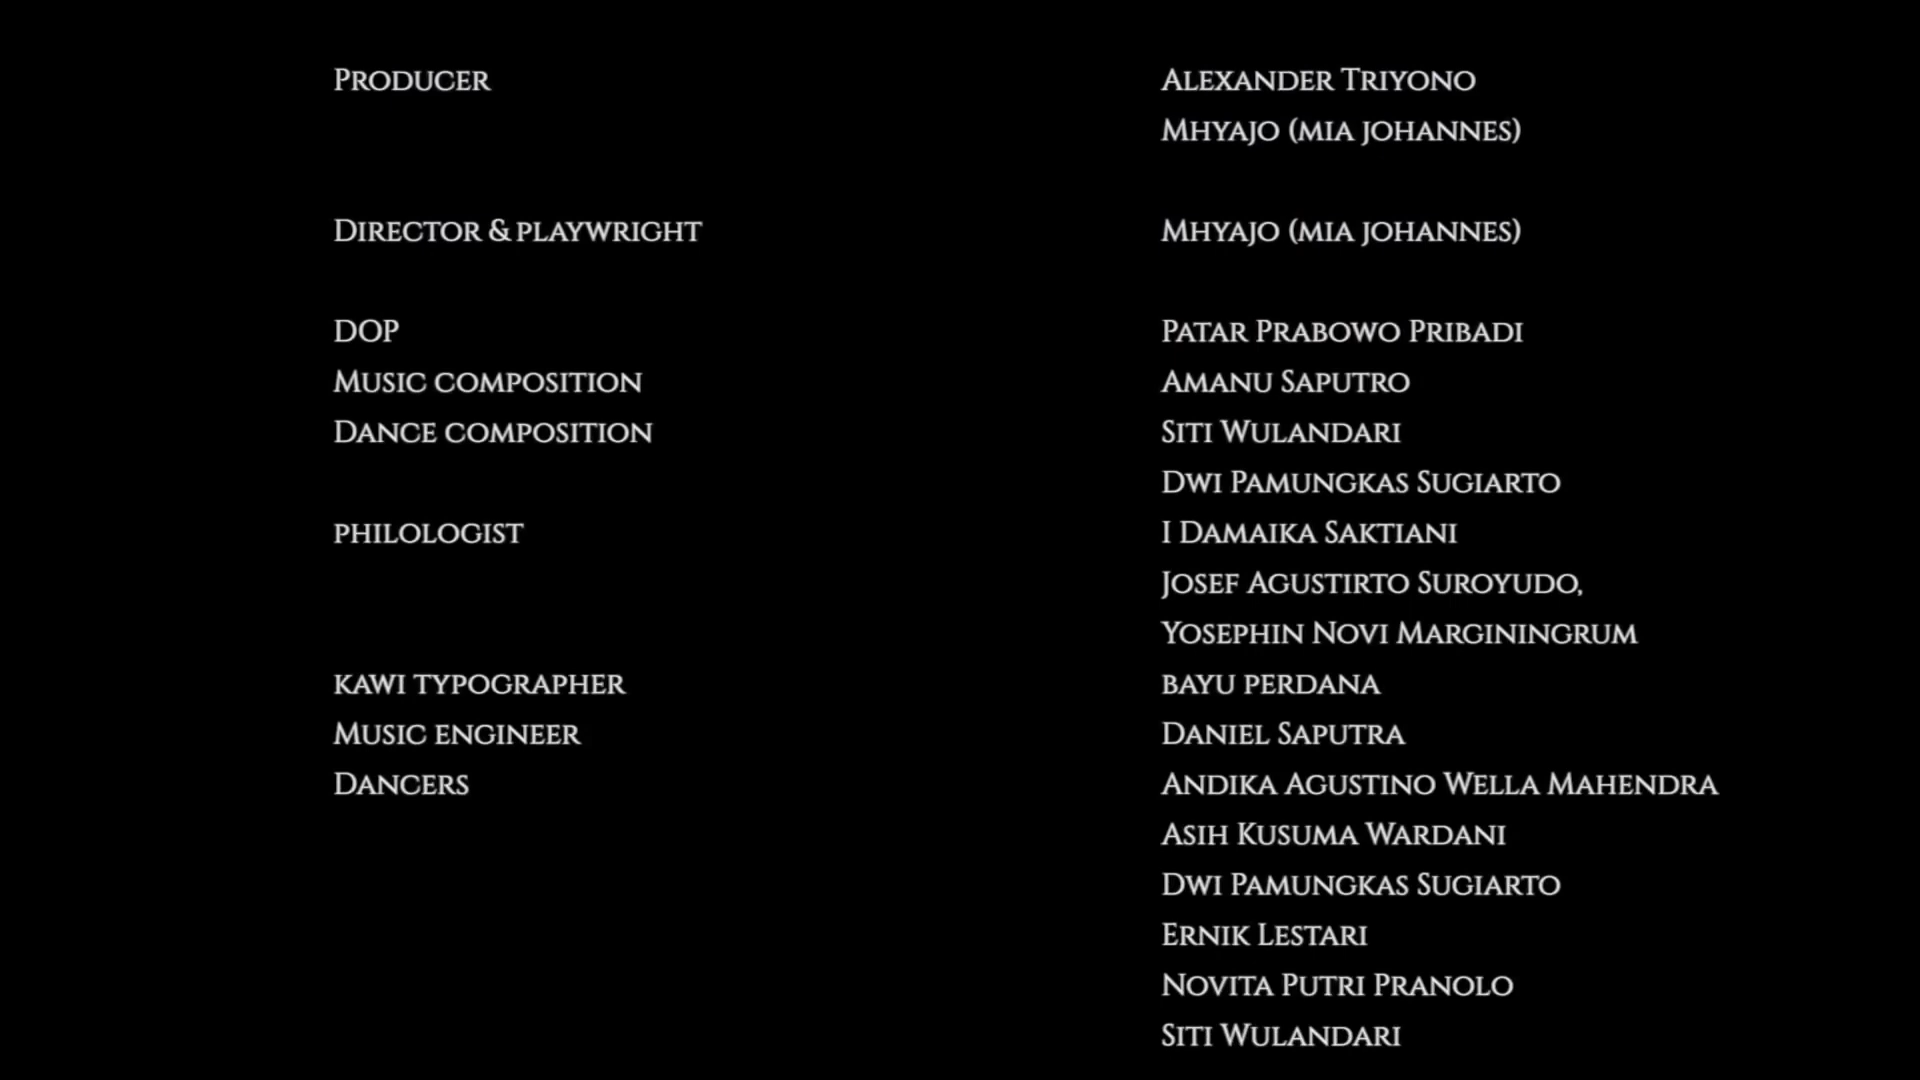 Producer Alexander Triyono
Mhyajo (mia johannes)
Director & playwright Mhyajo (mia johannes)
DOP Patar Prabowo Pribadi
Music composition Amanu Saputro
Dance composition Siti Wulandari
Dwi Pamungkas Sugiarto
philologist I Damaika Saktiani
Josef Agustirto Suroyudo,
Yosephin Novi Marginingrum
kawi typographer bayu perdana
Music engineer Daniel Saputra
Dancers Andika Agustino Wella Mahendra
Asih Kusuma Wardani
Dwi Pamungkas Sugiarto
Ernik Lestari
Novita Putri Pranolo
Siti Wulandari